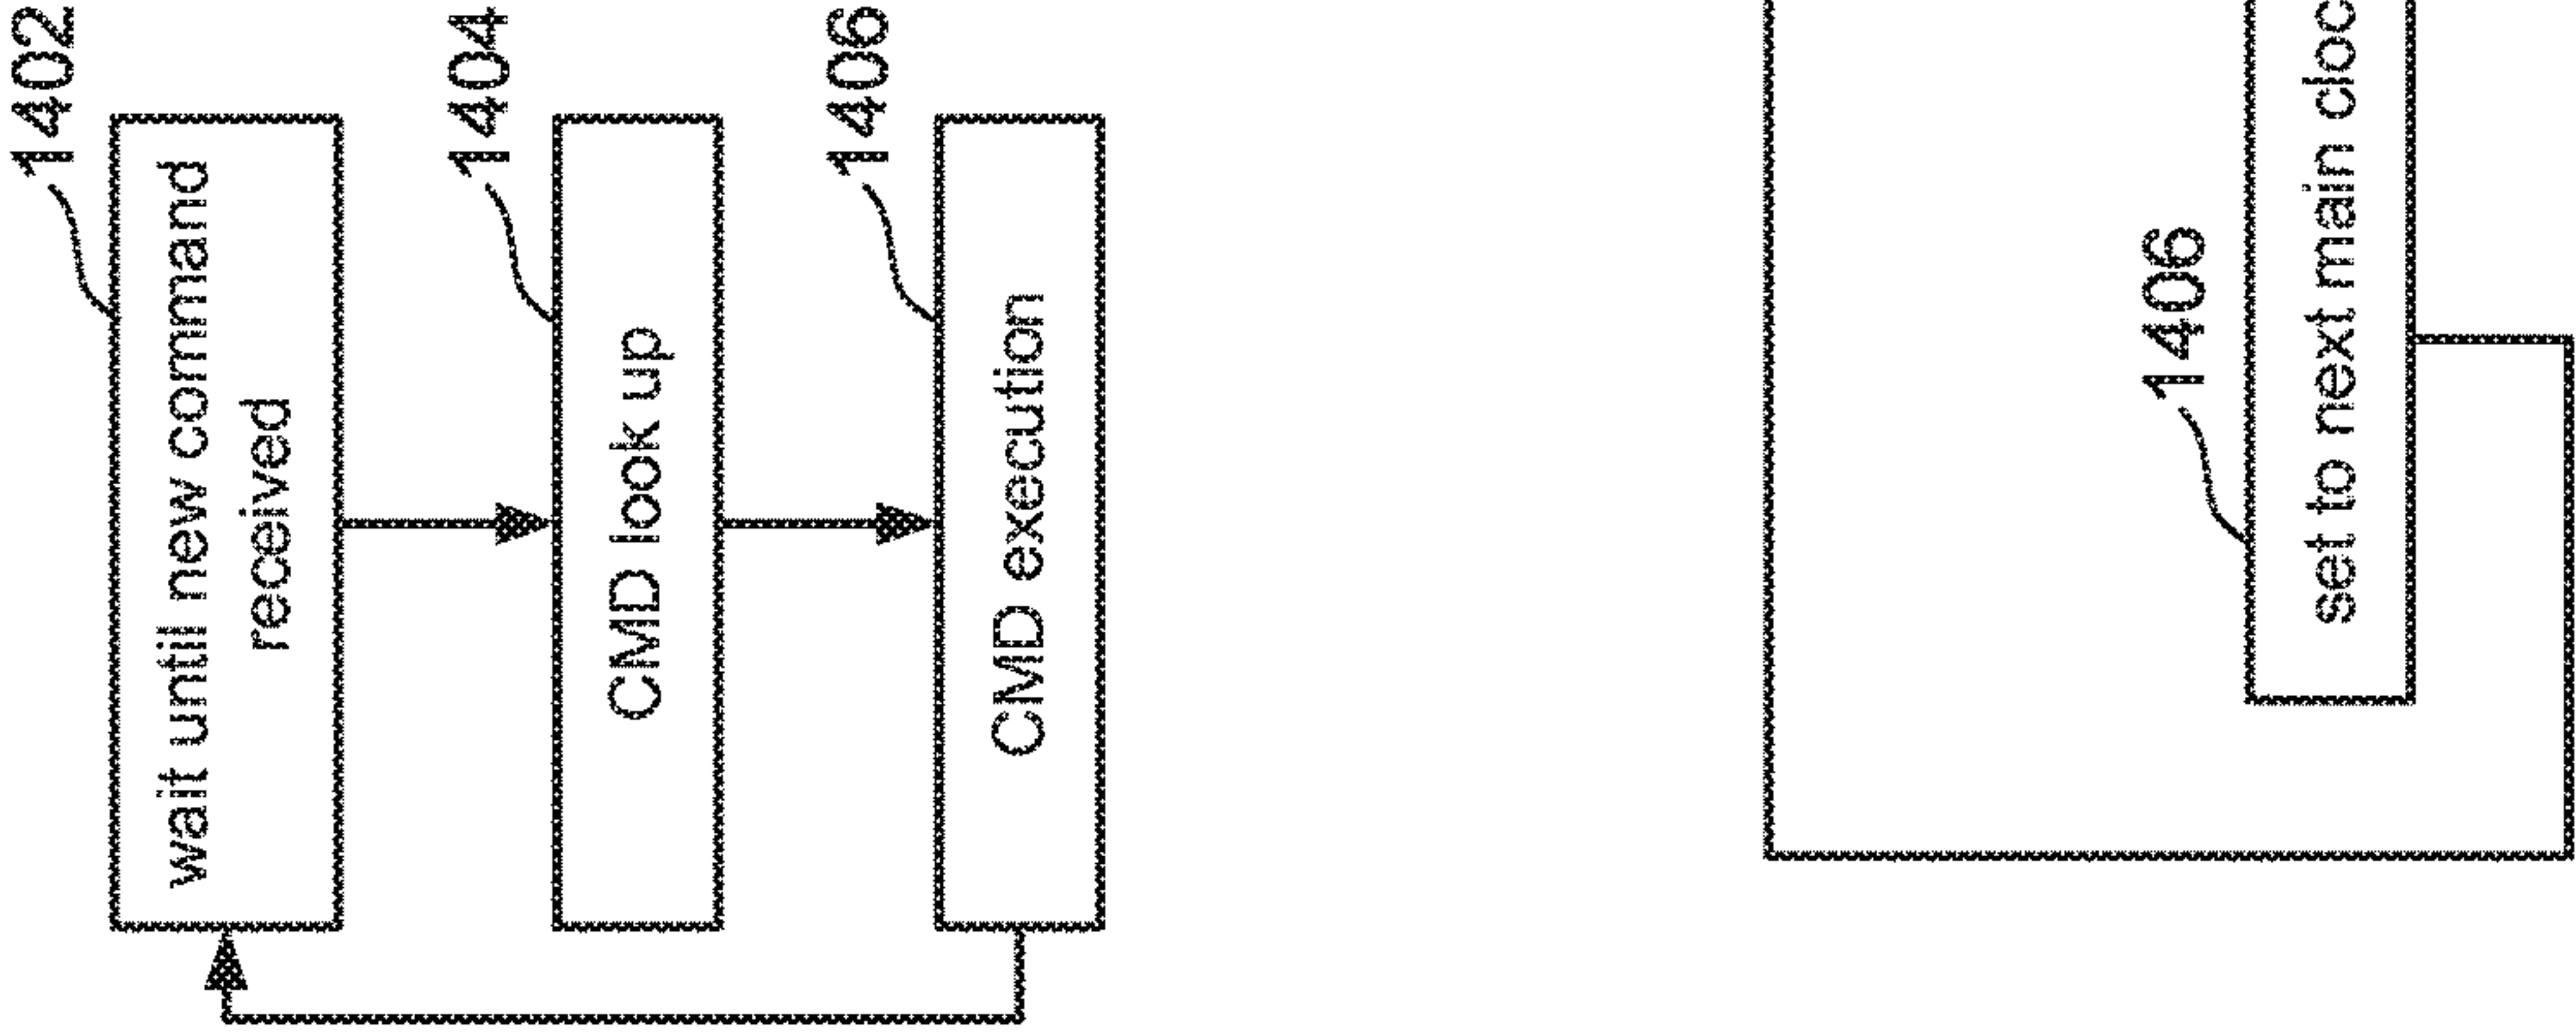 1402
wait until new command
received
1404
CMD look up
1406
CMD execution
1406
set to next main cloc